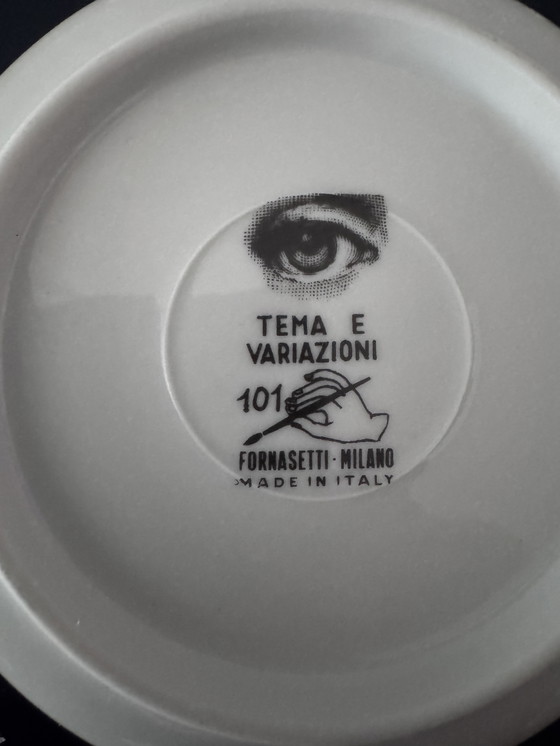 TEMA E
VARIAZIONI
101
FORNASETTI · MILANO
MADE IN ITALY